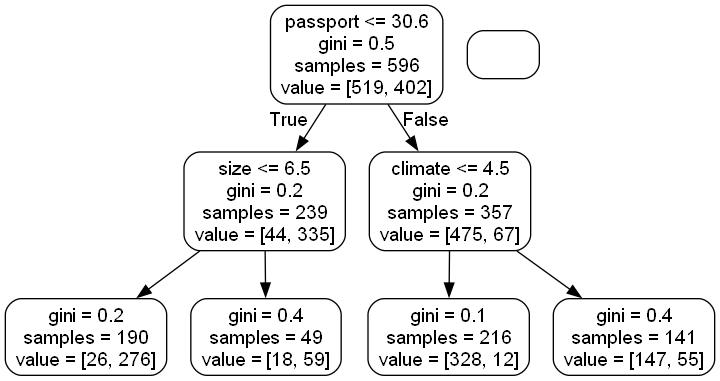 passport <= 30.6
gini = 0.5
samples = 596
value = [519, 402]
True
False
size <= 6.5
gini = 0.2
samples = 239
value = [44, 335]
climate <= 4.5
gini = 0.2
samples = 357
value = [475, 67]
gini = 0.2
samples = 190
value = [26, 276]
gini = 0.4
samples = 49
value = [18, 59]
gini = 0.1
samples = 216
value = [328, 12]
gini = 0.4
samples = 141
value = [147, 55]